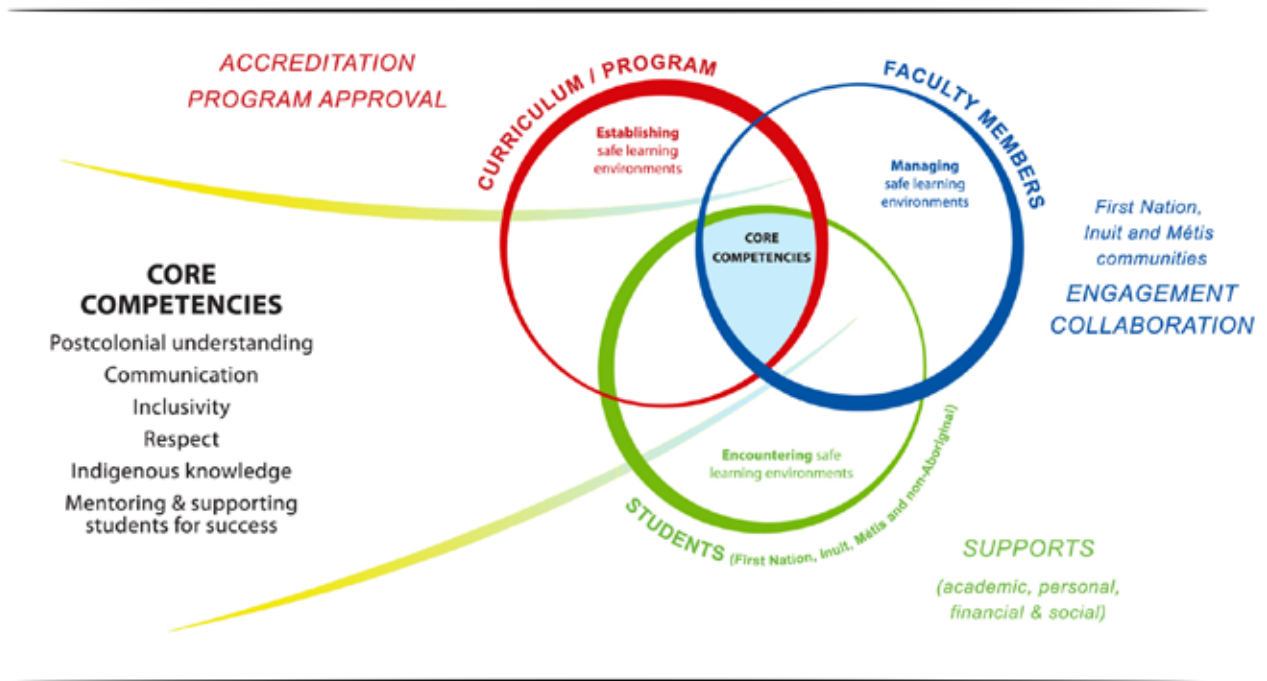 ACCREDITATION
PROGRAM APPROVAL
CURRICULUM / PROGRAM
Establishing
safe learning
environments
FACULTY MEMBERS
Managing
safe learning
environments
First Nation,
Inuit and Métis
communities
ENGAGEMENT
COLLABORATION
CORE
COMPETENCIES
CORE
COMPETENCIES
Postcolonial understanding
Communication
Inclusivity
Respect
Indigenous knowledge
Mentoring & supporting
students for success
Encountering safe
learning environments
STUDENTS (First Nation, Inuit, Métis and non-Aboriginal)
SUPPORTS
(academic, personal,
financial & social)